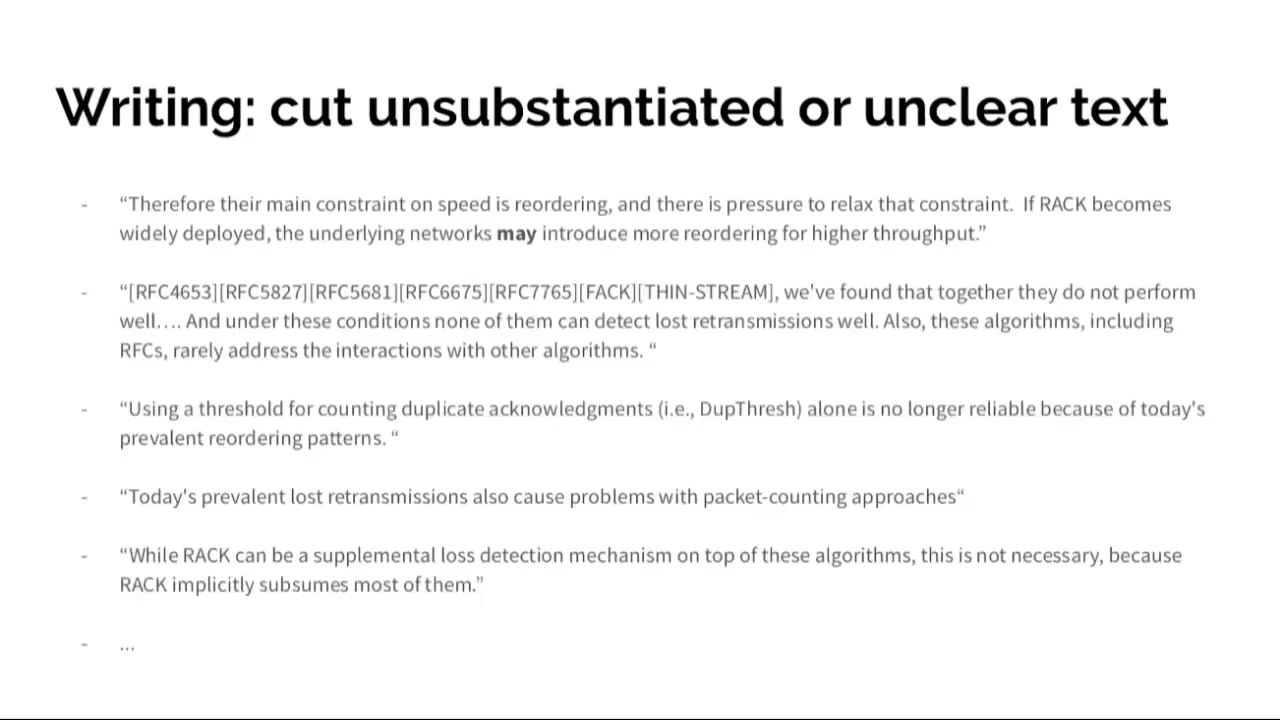 Writing: cut unsubstantiated or unclear text
- “Therefore their main constraint on speed is reordering, and there is pressure to relax that constraint.  If RACK becomes
widely deployed, the underlying networks may introduce more reordering for higher throughput.”
- “[RFC4653][RFC5827][RFC5681][RFC6675][RFC7765][FACK][THIN-STREAM], we've found that together they do not perform
well.... And under these conditions none of them can detect lost retransmissions well. Also, these algorithms, including
RFCs, rarely address the interactions with other algorithms. “
- “Using a threshold for counting duplicate acknowledgments (i.e., DupThresh) alone is no longer reliable because of today's
prevalent reordering patterns. “
- “Today's prevalent lost retransmissions also cause problems with packet-counting approaches“
- “While RACK can be a supplemental loss detection mechanism on top of these algorithms, this is not necessary, because
RACK implicitly subsumes most of them.”
- ...